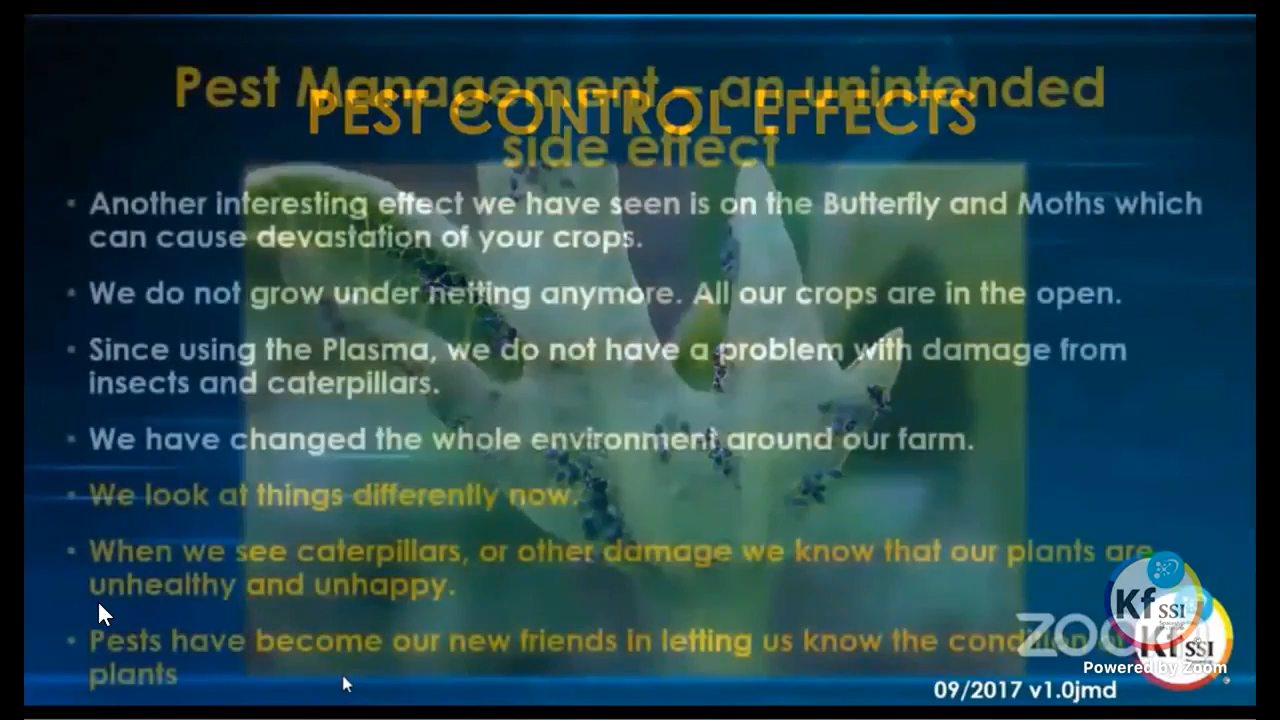 Pest Management - an unintended
PEST CONTROL EFFECTS
side effect
Another interesting effect we have seen is on the Butterfly and Moths which
can cause devastation of your crops.
We do not grow under netting anymore. All our crops are in the open.
Since using the Plasma, we do not have a problem with damage from
insects and caterpillars.
We have changed the whole environment around our farm.
We look at things differently now.
When we see caterpillars, or other damage we know that our plants are
unhealthy and unhappy.
Pests have become our new friends in letting us know the condition
plants
Kf SSI
Kf SSI
Powered by Zoom
09/2017 v1.0jmd